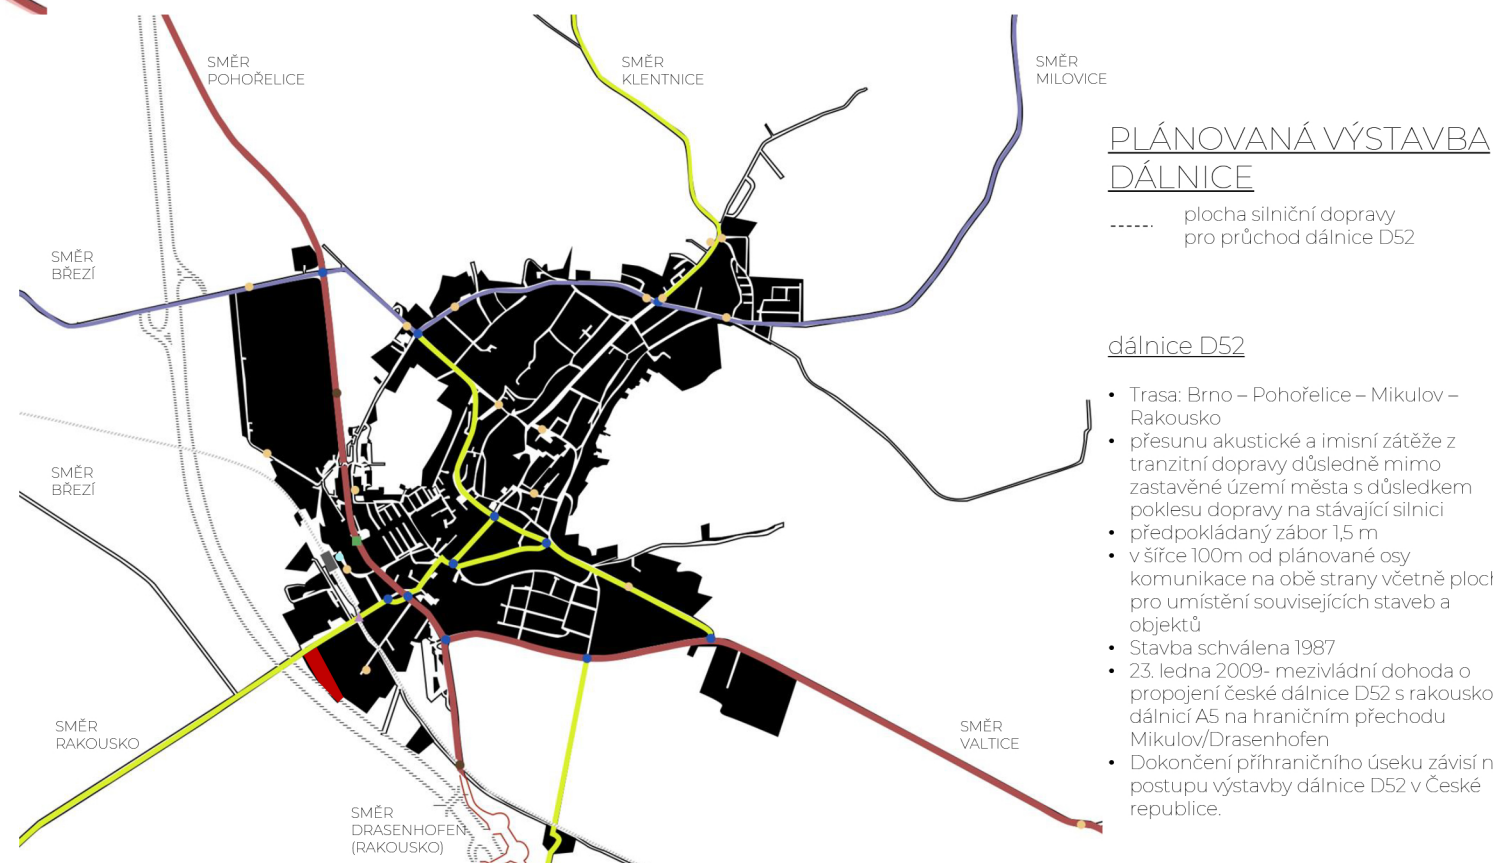 SMĚR
POHOŘELICE
SMĚR
KLENTNICE
SMĚR
MILOVICE
SMĚR
BŘEZÍ
SMĚR
BŘEZÍ
SMĚR
RAKOUSKO
SMĚR
DRASENHOFEN
(RAKOUSKO)
SMĚR
VALTICE
PLÁNOVANÁ VÝSTAVBA
DÁLNICE
plocha silniční dopravy
pro průchod dálnice D52
dálnice D52
• Trasa: Brno – Pohořelice – Mikulov –
Rakousko
• přesunu akustické a imisní zátěže z
tranzitní dopravy důsledně mimo
zastavěné území města s důsledkem
poklesu dopravy na stávající silnici
• předpokládaný zábor 1,5 m
• v šířce 100m od plánované osy
komunikace na obě strany včetně ploch
pro umístění souvisejících staveb a
objektů
• Stavba schválena 1987
• 23. ledna 2009- mezivládní dohoda o
propojení české dálnice D52 s rakousko
dálnicí A5 na hraničním přechodu
Mikulov/Drasenhofen
• Dokončení příhraničního úseku závisí n
postupu výstavby dálnice D52 v České
republice.